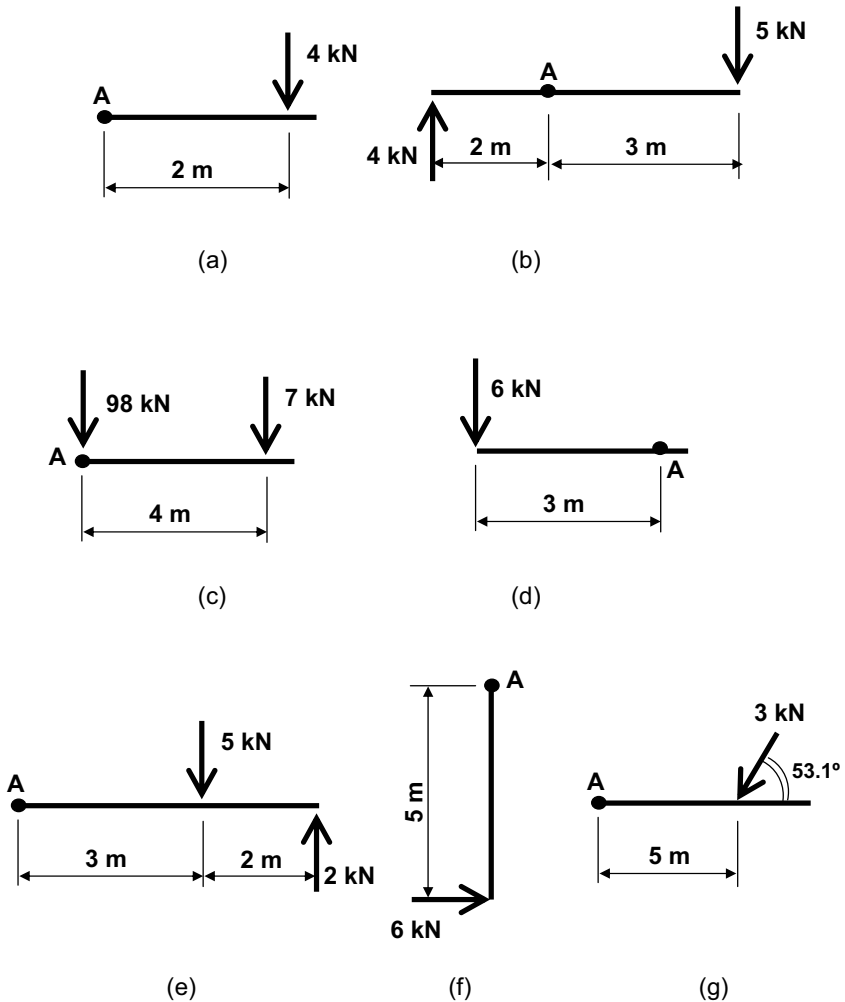 4 kN
A
2 m
(a)
5 kN
A
4 kN
2 m
3 m
(b)
98 kN
7 kN
A
4 m
(c)
6 kN
A
3 m
(d)
5 kN
A
3 m
2 m
2 kN
(e)
A
5 m
6 kN
(f)
3 kN
53.1º
A
5 m
(g)